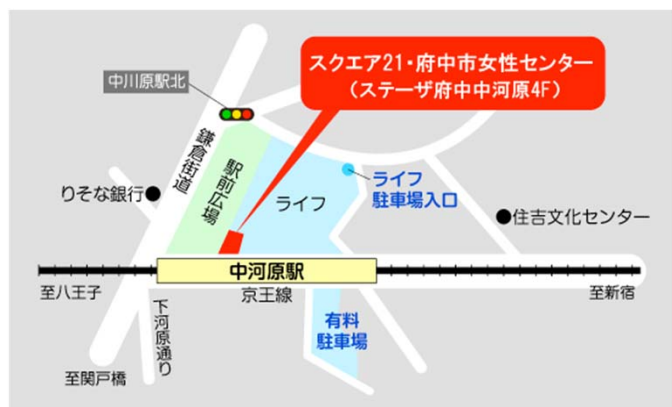 スクエア21・府中市女性センター
(ステーザ府中中河原4F)
中川原駅北
鎌倉街道
駅前広場
ライフ
ライフ
駐車場入口
りそな銀行
住吉文化センター
中河原駅
京王線
至八王子
至新宿
下河原通り
有料
駐車場
至関戸橋